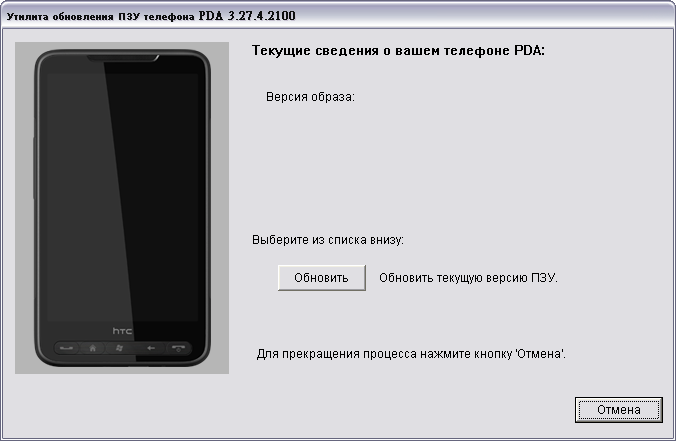 Утилита обновления ПЗУ телефона PDA 3.27.4.2100
Текущие сведения о вашем телефоне PDA:
Версия образа:
Выберите из списка внизу:
Обновить
Обновить текущую версию ПЗУ.
hTC
Для прекращения процесса нажмите кнопку 'Отмена'.
Отмена